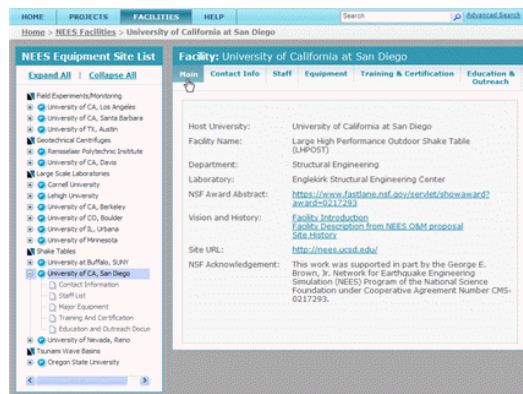 HOME PROJECTS FACILITIES HELP Search Advanced Search
Home > NEES Facilities > University of California at San Diego
NEES Equipment Site List
Expand All | Collapse All
Field Experiments/Monitoring
University of CA, Los Angeles
University of CA, Santa Barbara
University of TX, Austin
Geotechnical Centrifuges
Rensselaer Polytechnic Institute
University of CA, Davis
Large Scale Laboratories
Cornell University
Lehigh University
University of CA, Berkeley
University of CO, Boulder
University of IL, Urbana
University of Minnesota
Shake Tables
University at Buffalo, SUNY
University of CA, San Diego
Contact Information
Staff List
Major Equipment
Training And Certification
Education and Outreach Docun
University of Nevada, Reno
Tsunami Wave Basins
Oregon State University
Facility: University of California at San Diego
Main Contact Info Staff Equipment Training & Certification Education &
Outreach
Host University: University of California at San Diego
Facility Name: Large High Performance Outdoor Shake Table
(LHPOST)
Department: Structural Engineering
Laboratory: Englekirk Structural Engineering Center
NSF Award Abstract: https://www.fastlane.nsf.gov/servlet/showaward?
award=0217293
Vision and History: Facility Introduction
Facility Description from NEES O&M proposal
Site History
Site URL: http://nees.ucsd.edu/
NSF Acknowledgement: This work was supported in part by the George E.
Brown, Jr. Network for Earthquake Engineering
Simulation (NEES) Program of the National Science
Foundation under Cooperative Agreement Number CMS-
0217293.